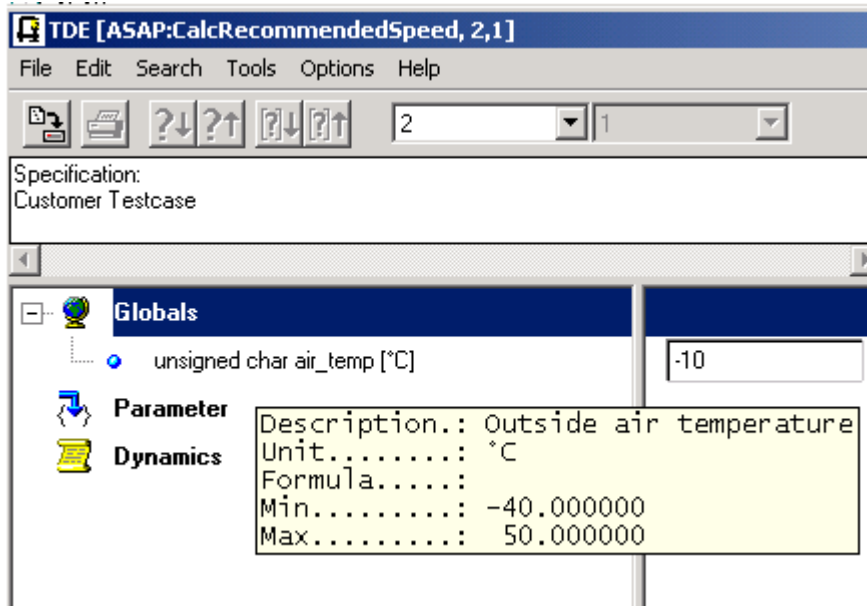 TDE [ASAP:CalcRecommendedSpeed, 2,1]
File Edit Search Tools Options Help
2 1
Specification:
Customer Testcase
Globals
unsigned char air_temp [°C] -10
Parameter
Dynamics
Description.: Outside air temperature
Unit........: °C
Formula.....:
Min.........: -40.000000
Max.........: 50.000000